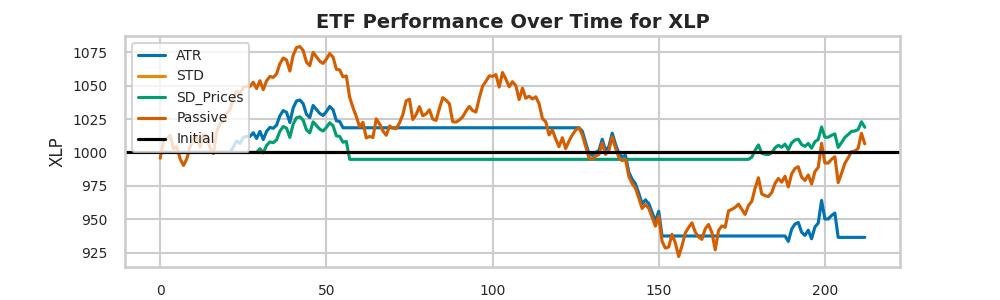 ETF Performance Over Time for XLP
XLP
1075
1050
1025
1000
975
950
925
ATR
STD
SD_Prices
Passive
Initial
0
50
100
150
200